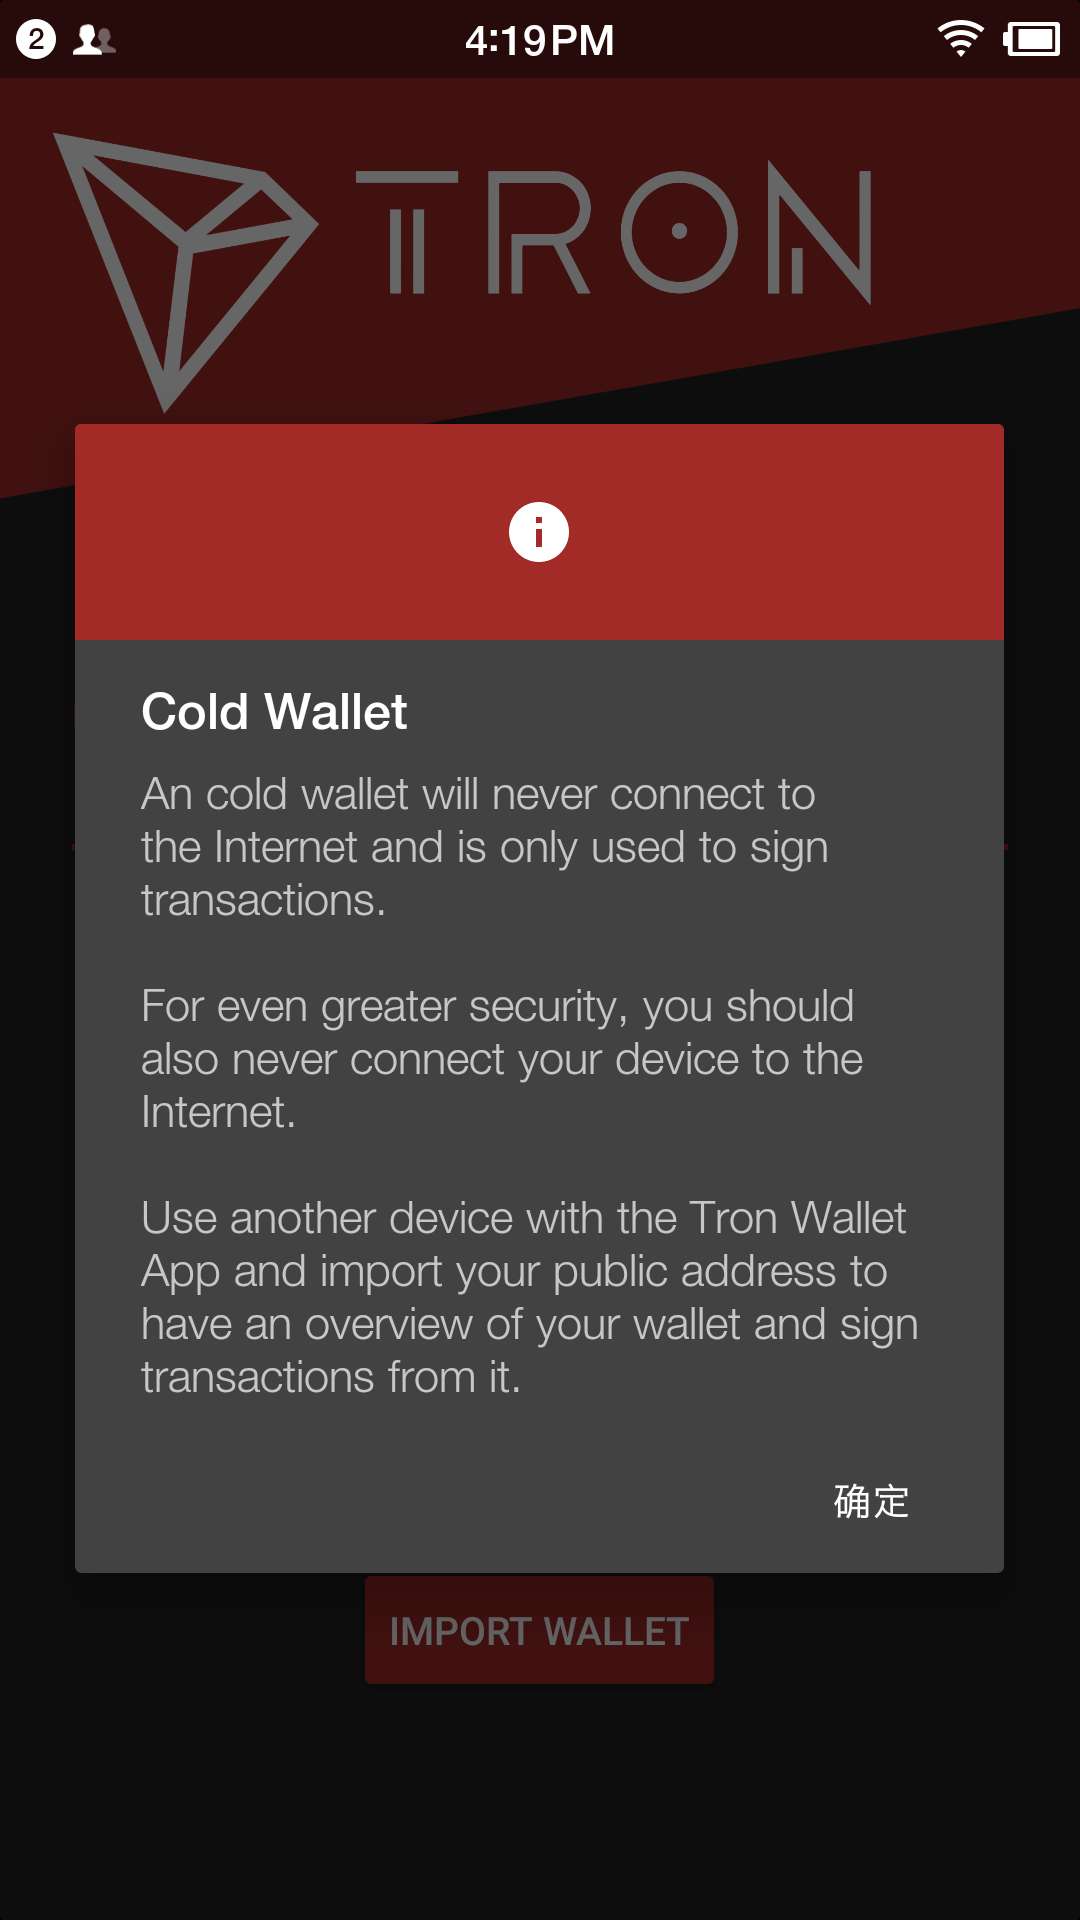 2
4:19PM
TRON
Cold Wallet
An cold wallet will never connect to
the Internet and is only used to sign
transactions.
For even greater security, you should
also never connect your device to the
Internet.
Use another device with the Tron Wallet
App and import your public address to
have an overview of your wallet and sign
transactions from it.
确定
IMPORT WALLET